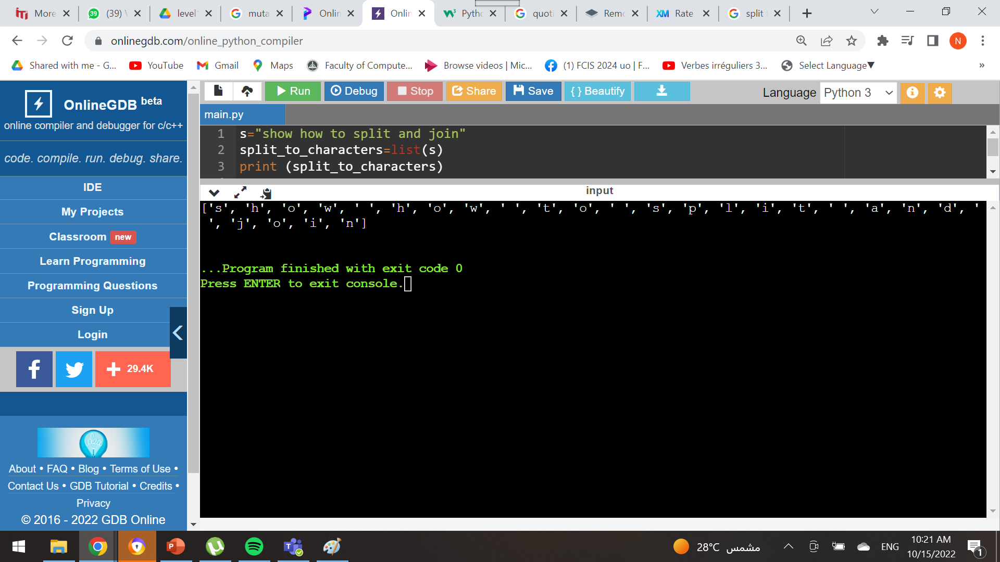 More
(39) \
level
muta
Onlin
Onlin
Pytho
quoti
Remo
XM Rate
split
onlinegdb.com/online_python_compiler
N
Shared with me - G...
YouTube
Gmail
Maps
Faculty of Compute...
Browse videos | Mic...
(1) FCIS 2024 uo | F...
Verbes irréguliers 3...
Select Language▼
»
OnlineGDB beta
online compiler and debugger for c/c++
code. compile. run. debug. share.
IDE
My Projects
Classroom new
Learn Programming
Programming Questions
Sign Up
Login
29.4K
idea
About • FAQ • Blog • Terms of Use •
Contact Us • GDB Tutorial • Credits •
Privacy
© 2016 - 2022 GDB Online
Run
Debug
Stop
Share
Save
{ } Beautify
Language Python 3
main.py
1 s="show how to split and join"
2 split_to_characters=list(s)
3 print (split_to_characters)
input
['s', 'h', 'o', 'w', ' ', 'h', 'o', 'w', ' ', 't', 'o', ' ', 's', 'p', 'l', 'i', 't', ' ', 'a', 'n', 'd', '
', 'j', 'o', 'i', 'n']
...Program finished with exit code 0
Press ENTER to exit console.
28°C مشمس
ENG
10:21 AM
10/15/2022
1